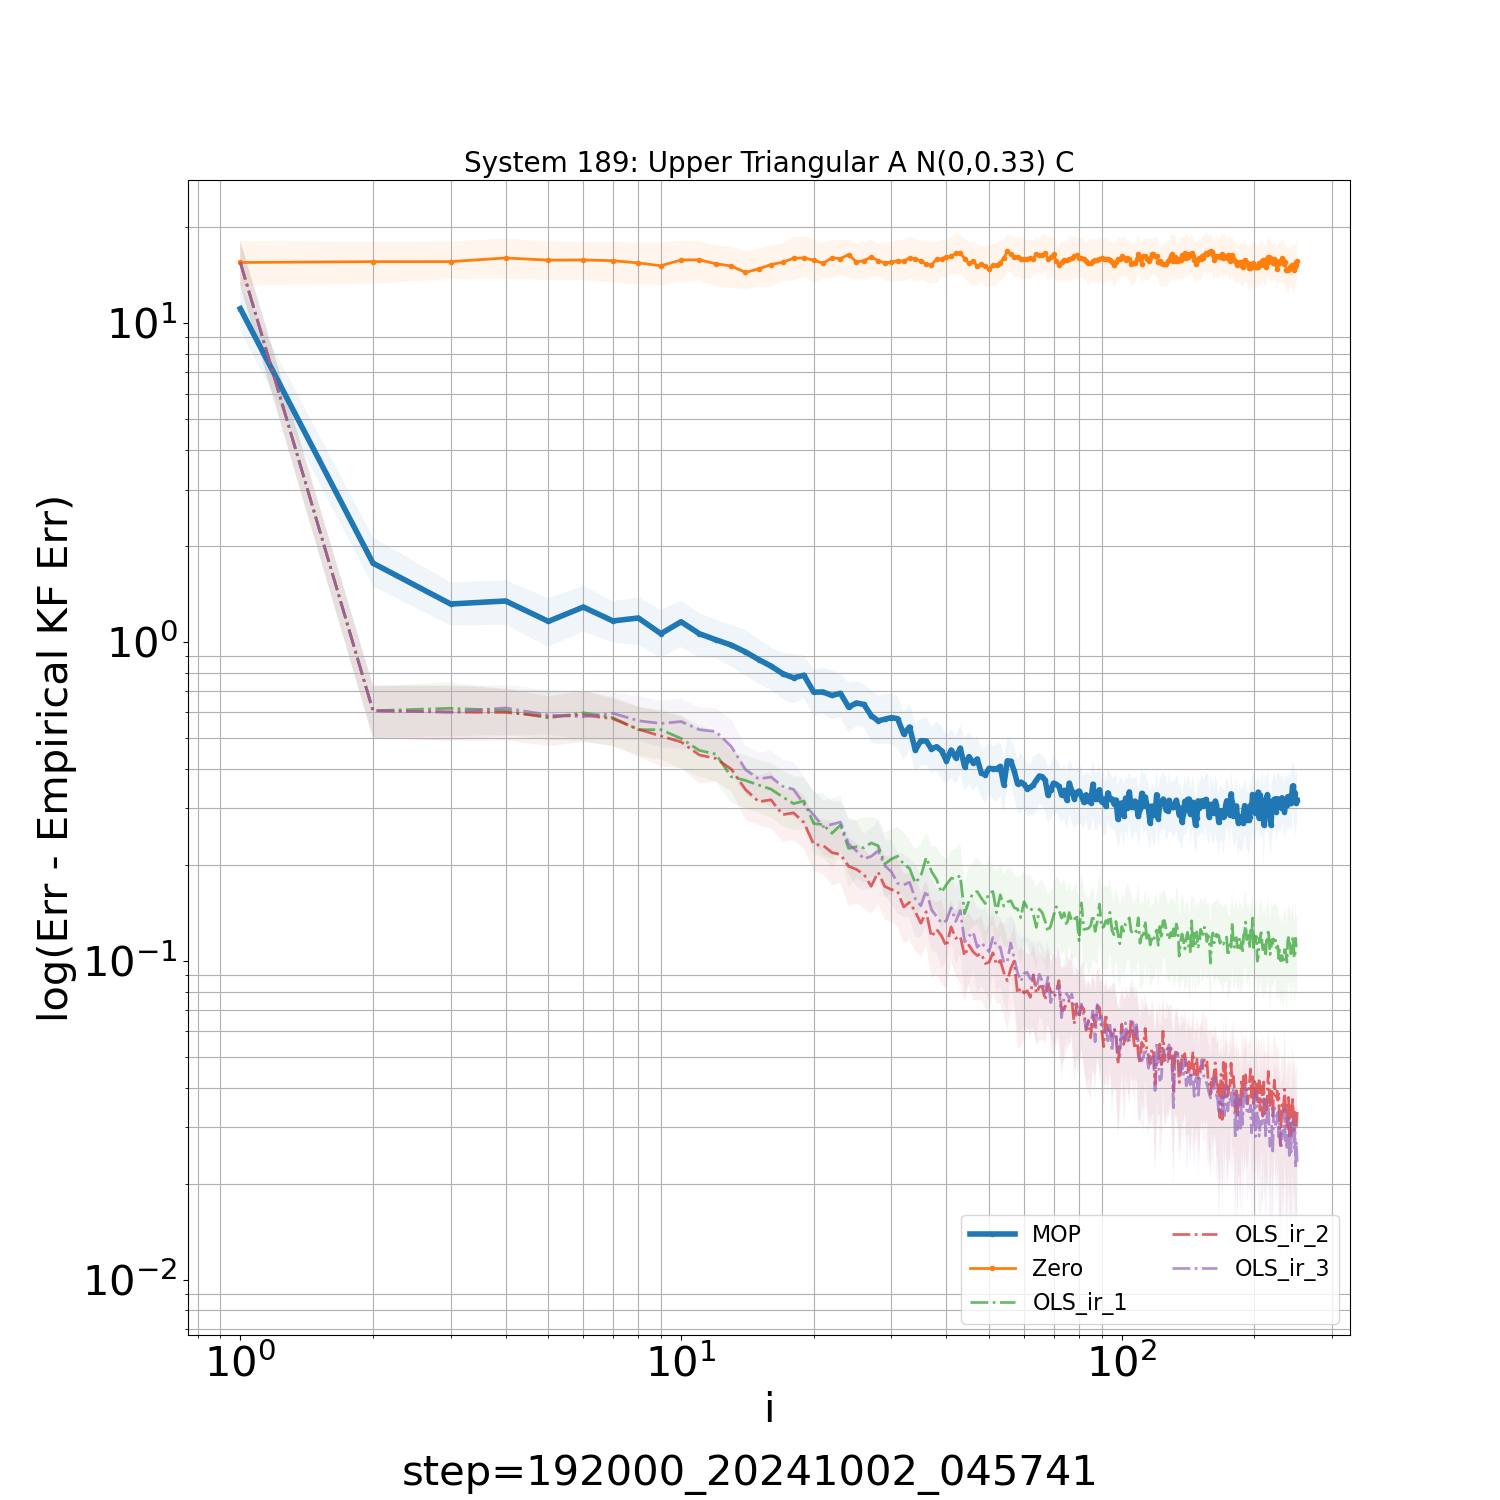 System 189: Upper Triangular A N(0,0.33) C
log(Err - Empirical KF Err)
10¹
10⁰
10⁻¹
10⁻²
MOP
Zero
OLS_ir_1
OLS_ir_2
OLS_ir_3
10⁰ 10¹ 10²
i
step=192000_20241002_045741